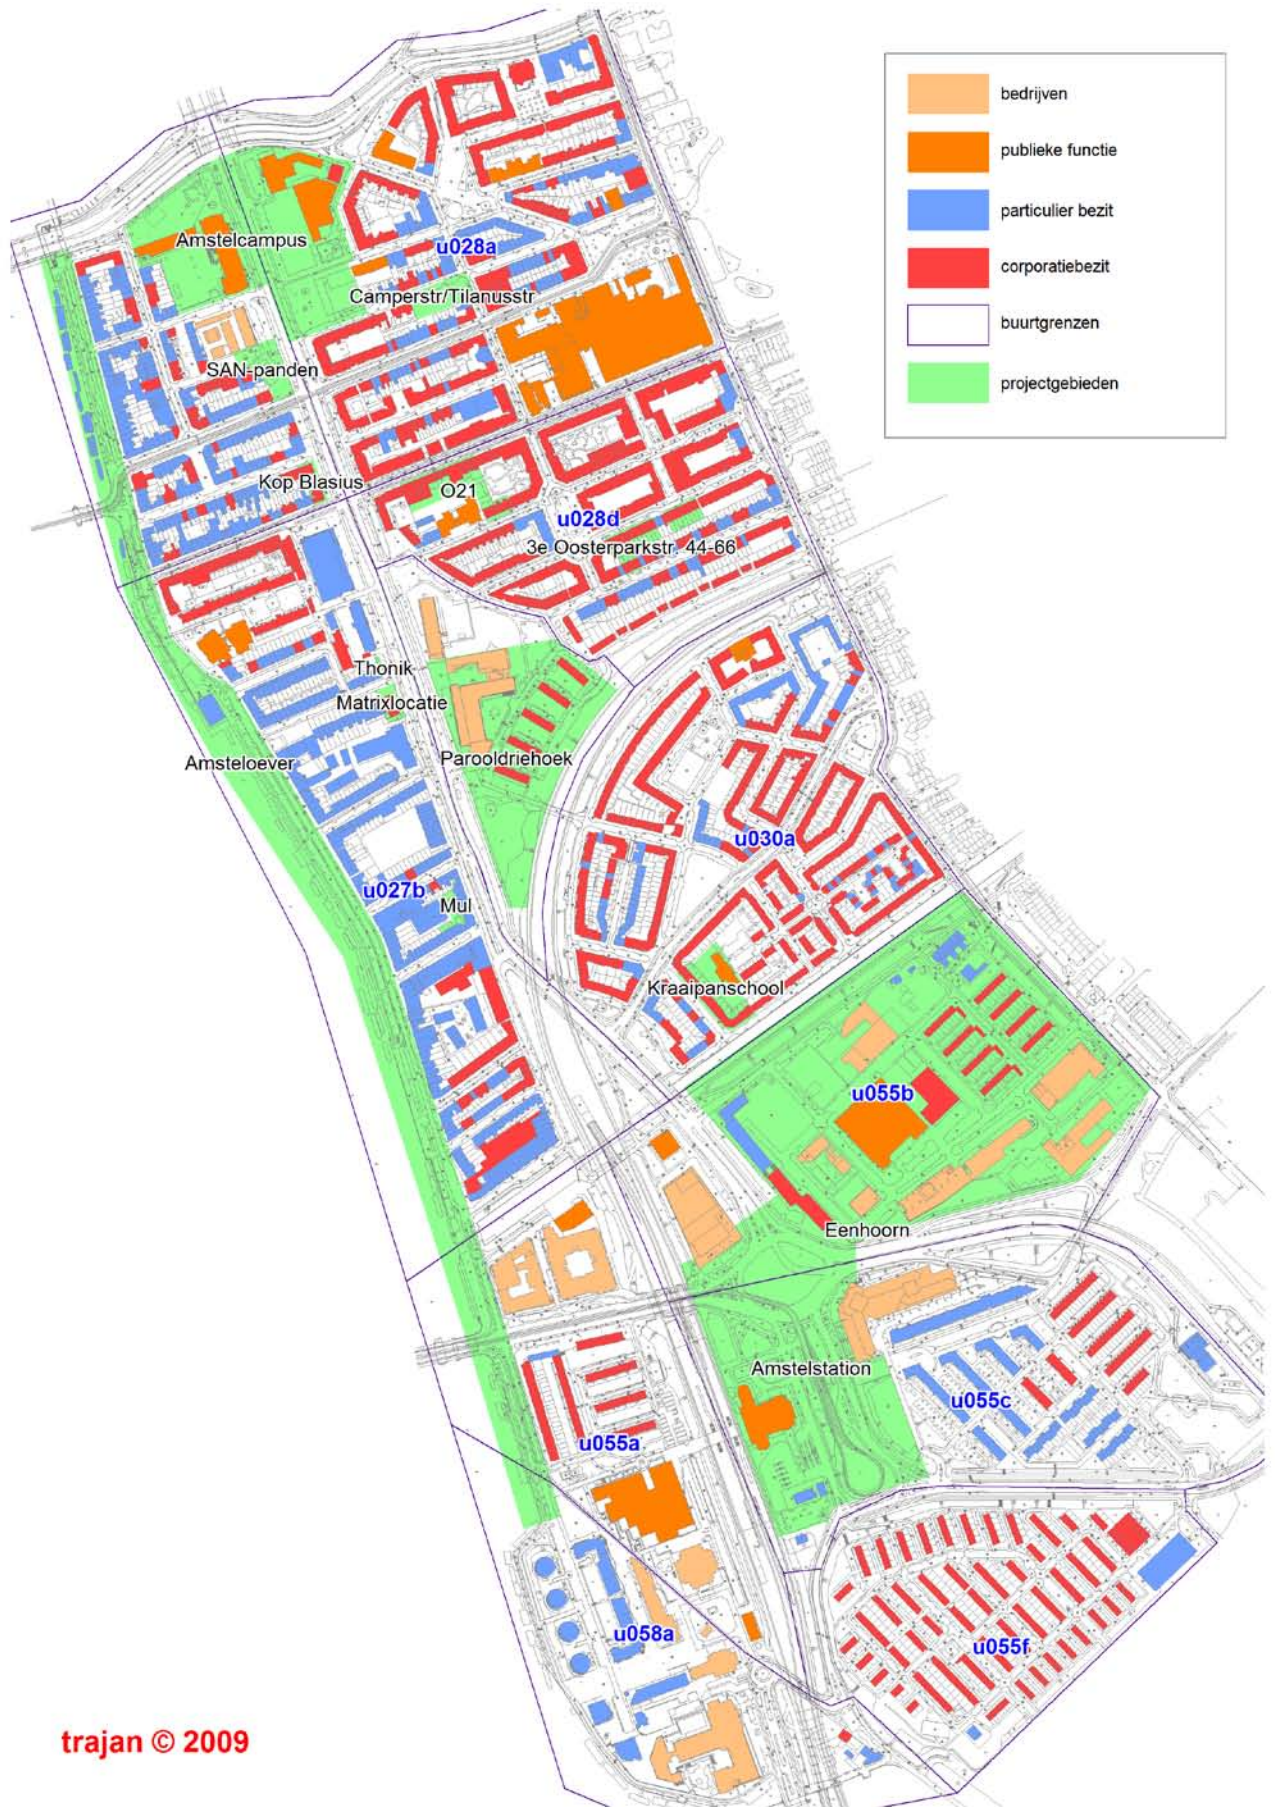 bedrijven
publieke functie
particulier bezit
corporatiebezit
buurtgrenzen
projectgebieden
Amstelcampus
u028a
Camperstr/Tilanusstr
SAN-panden
Kop Blasius
O21
u028d
3e Oosterparkstr. 44-66
Thonik
Matrixlocatie
Amsteloever
Parooldriehoek
u030a
u027b
Mul
Kraaipanschool
u055b
Eenhoorn
Amstelstation
u055c
u055a
u058a
u055f
trajan © 2009